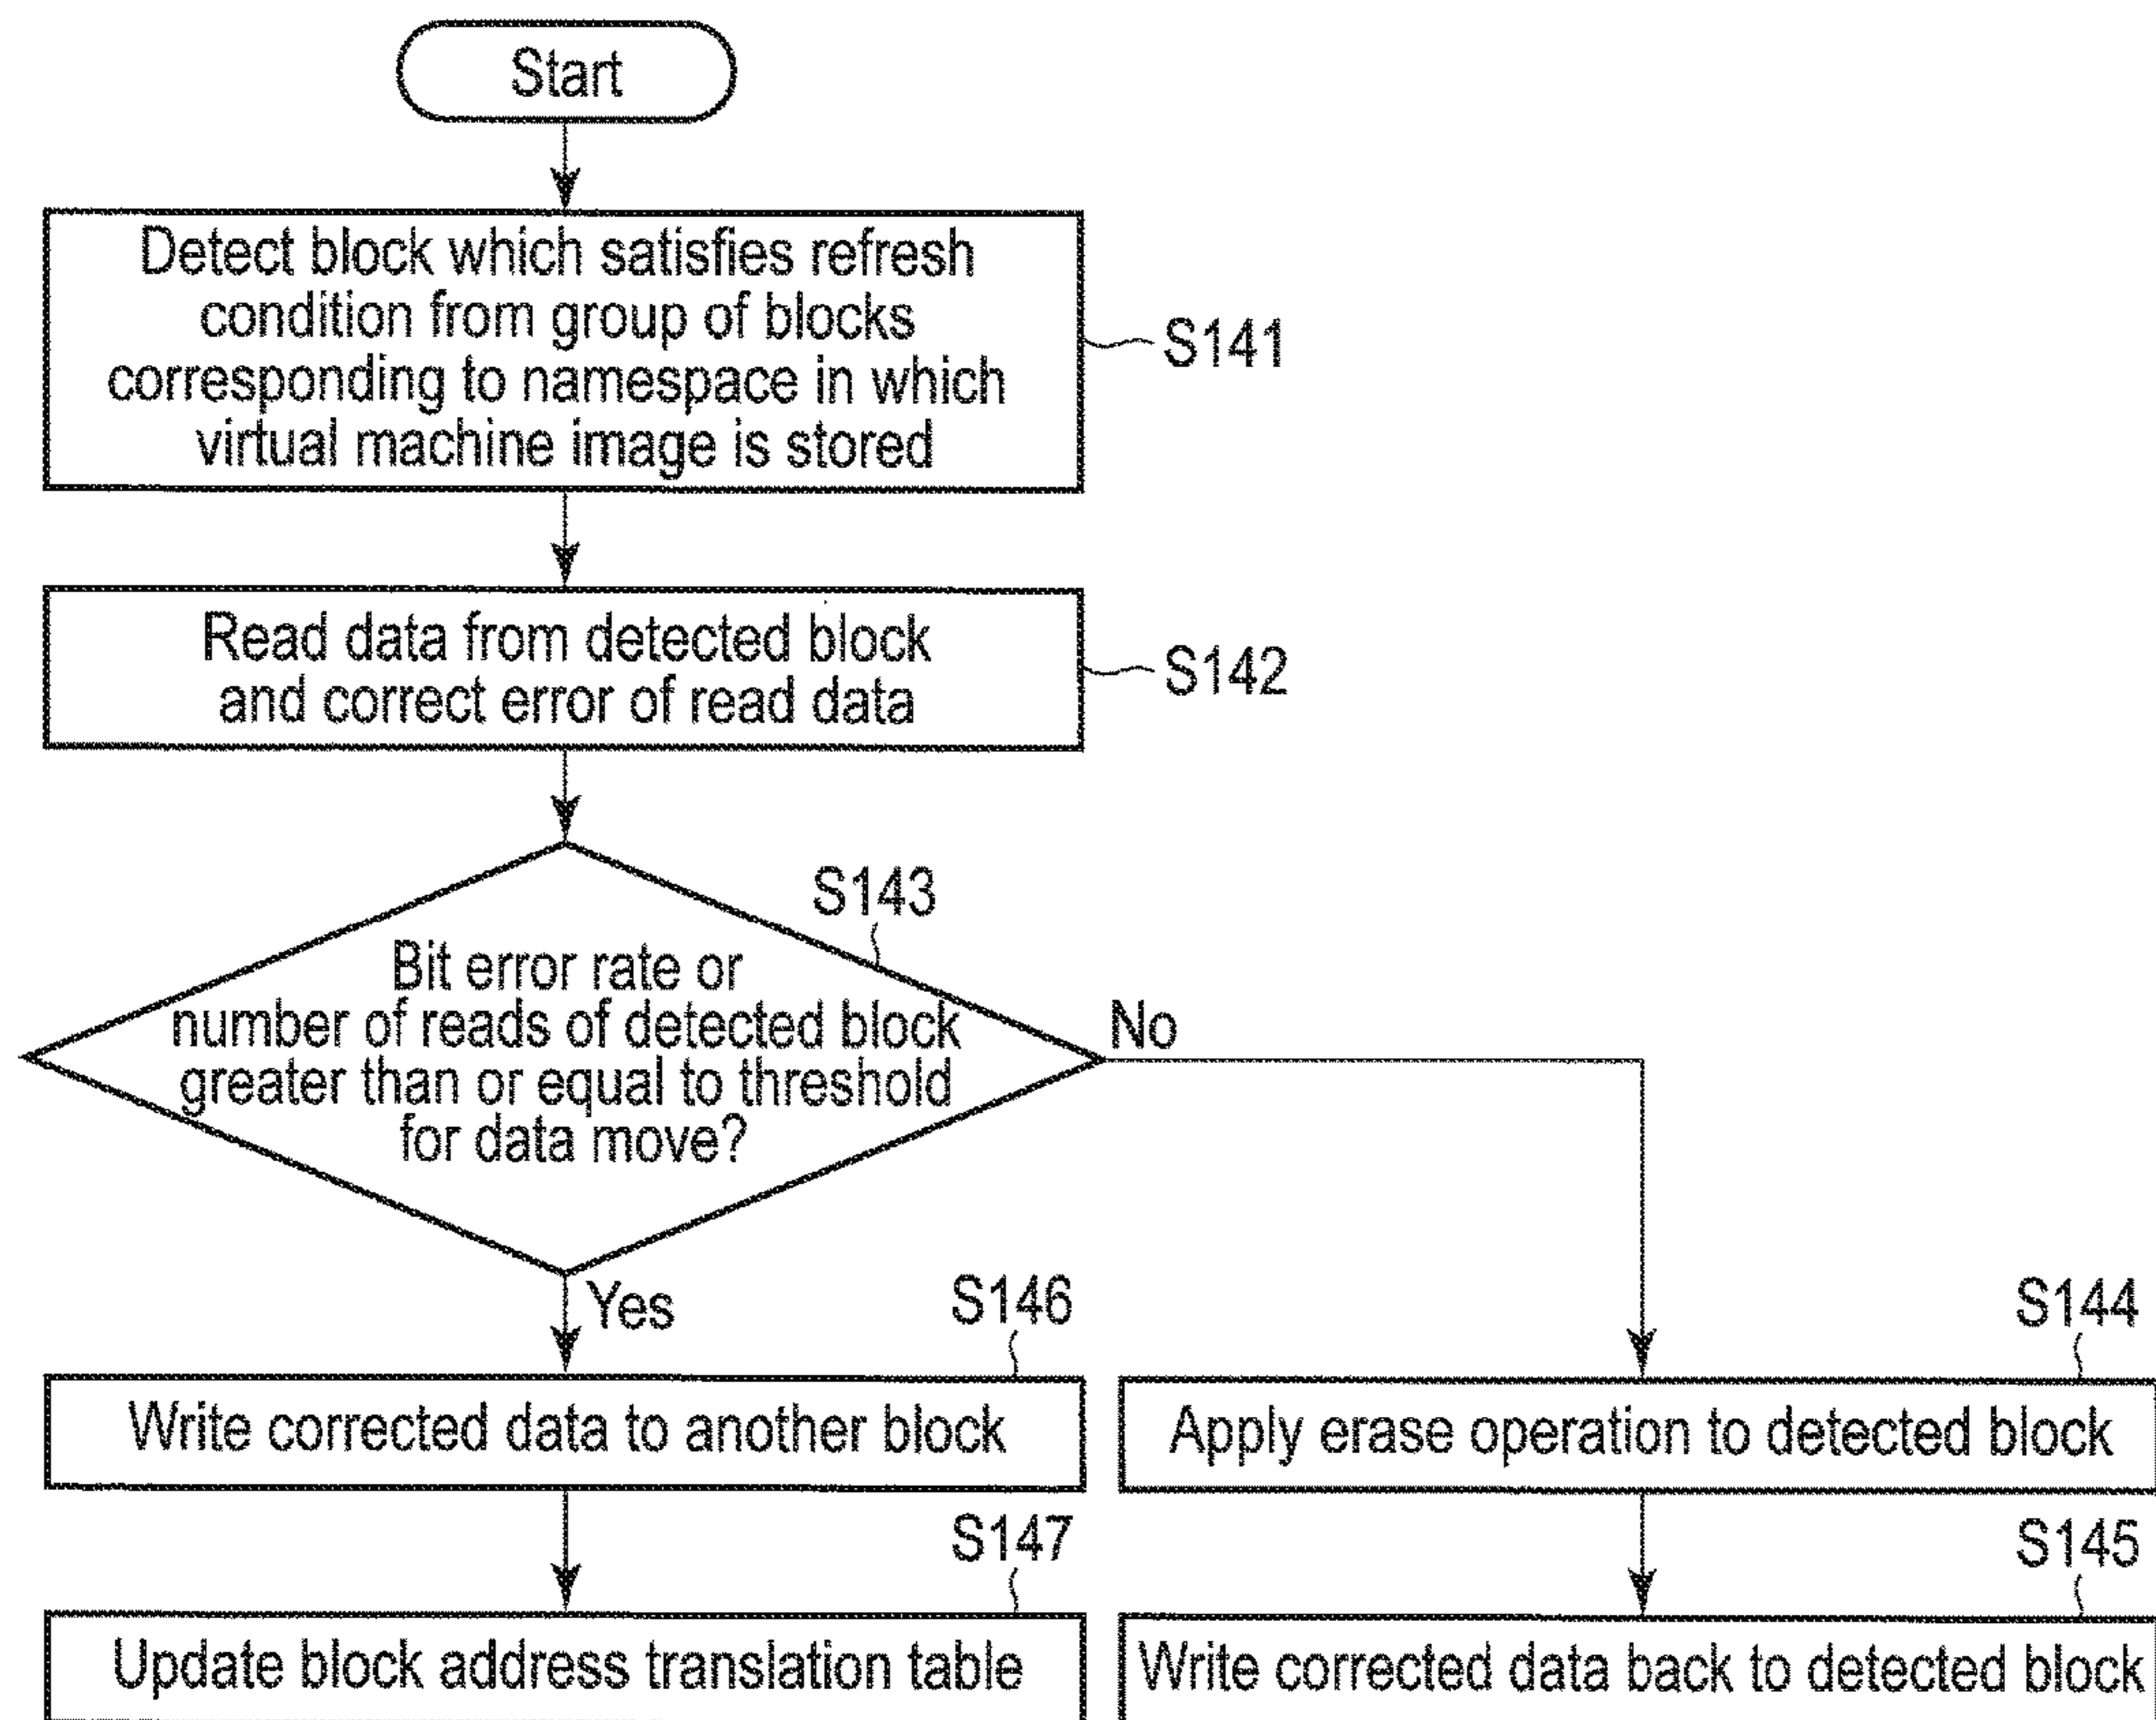 Start
Detect block which satisfies refresh
condition from group of blocks
corresponding to namespace in which
virtual machine image is stored
S141
Read data from detected block
and correct error of read data
S142
S143
Bit error rate or
number of reads of detected block
greater than or equal to threshold
for data move?
No
Yes
S146
Write corrected data to another block
S144
Apply erase operation to detected block
S147
Update block address translation table
S145
Write corrected data back to detected block